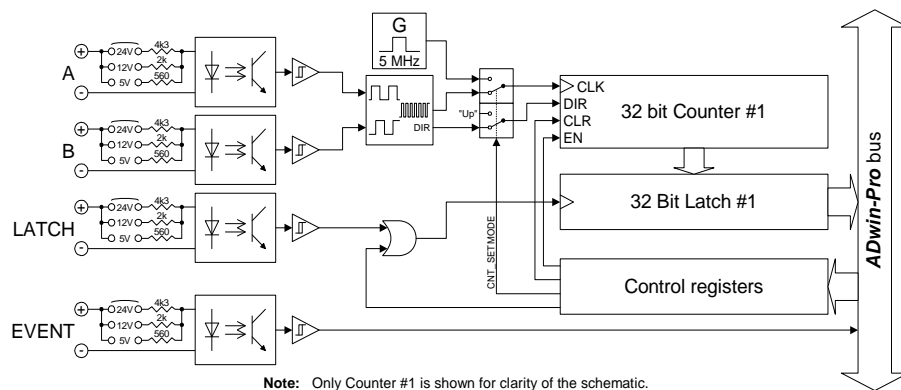 A
+
-
24V
4k3
12V
2k
5V
560
B
+
-
24V
4k3
12V
2k
5V
560
LATCH
+
-
24V
4k3
12V
2k
5V
560
EVENT
+
-
24V
4k3
12V
2k
5V
560
G
5 MHz
DIR
"Up"
CNT_SETMODE
CLK
DIR
CLR
EN
32 bit Counter #1
32 Bit Latch #1
Control registers
ADwin-Pro bus
Note: Only Counter #1 is shown for clarity of the schematic.